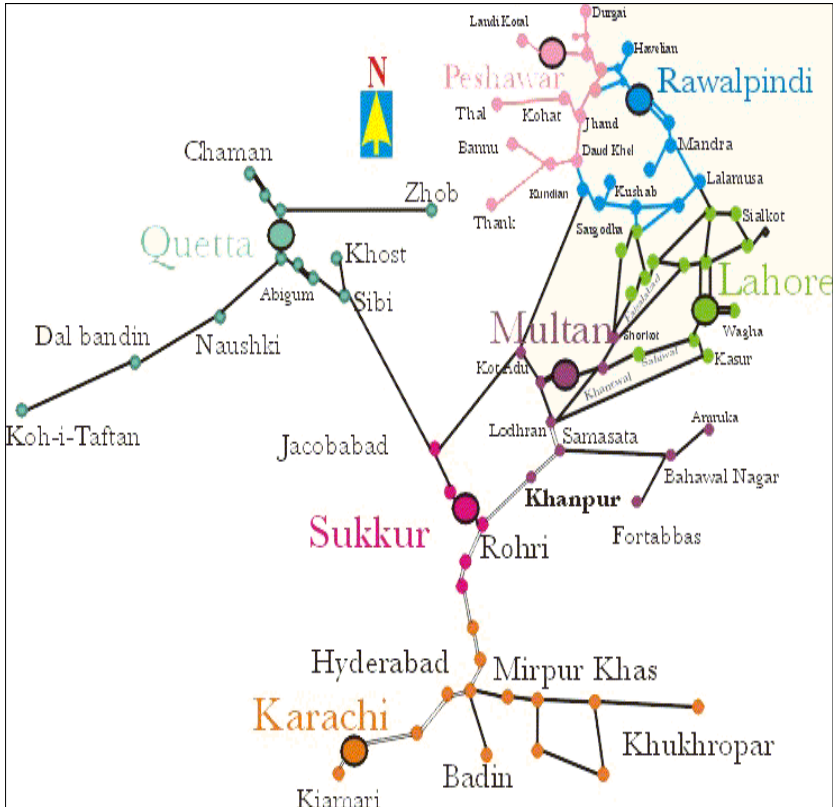 Durgai
Landi Kotal
N
Havelian
Peshawar
Rawalpindi
Thal
Kohat
Jhand
Mandra
Bannu
Chaman
Daud Khel
Zhob
Kundian
Kushab
Lalamusa
Thank
Sargodha
Sialkot
Quetta
Khost
Abigum
Sibi
Faisalabad
Lahore
Multan
Naushki
Shorkot
Wagha
Dal bandin
Kot Adu
Sahiwal
Kasur
Khanewal
Koh-i-Taftan
Jacobabad
Lodhran
Samasata
Amruka
Khanpur
Bahawal Nagar
Sukkur
Rohri
Fortabbas
Hyderabad
Mirpur Khas
Karachi
Khukhropar
Badin
Kiamari